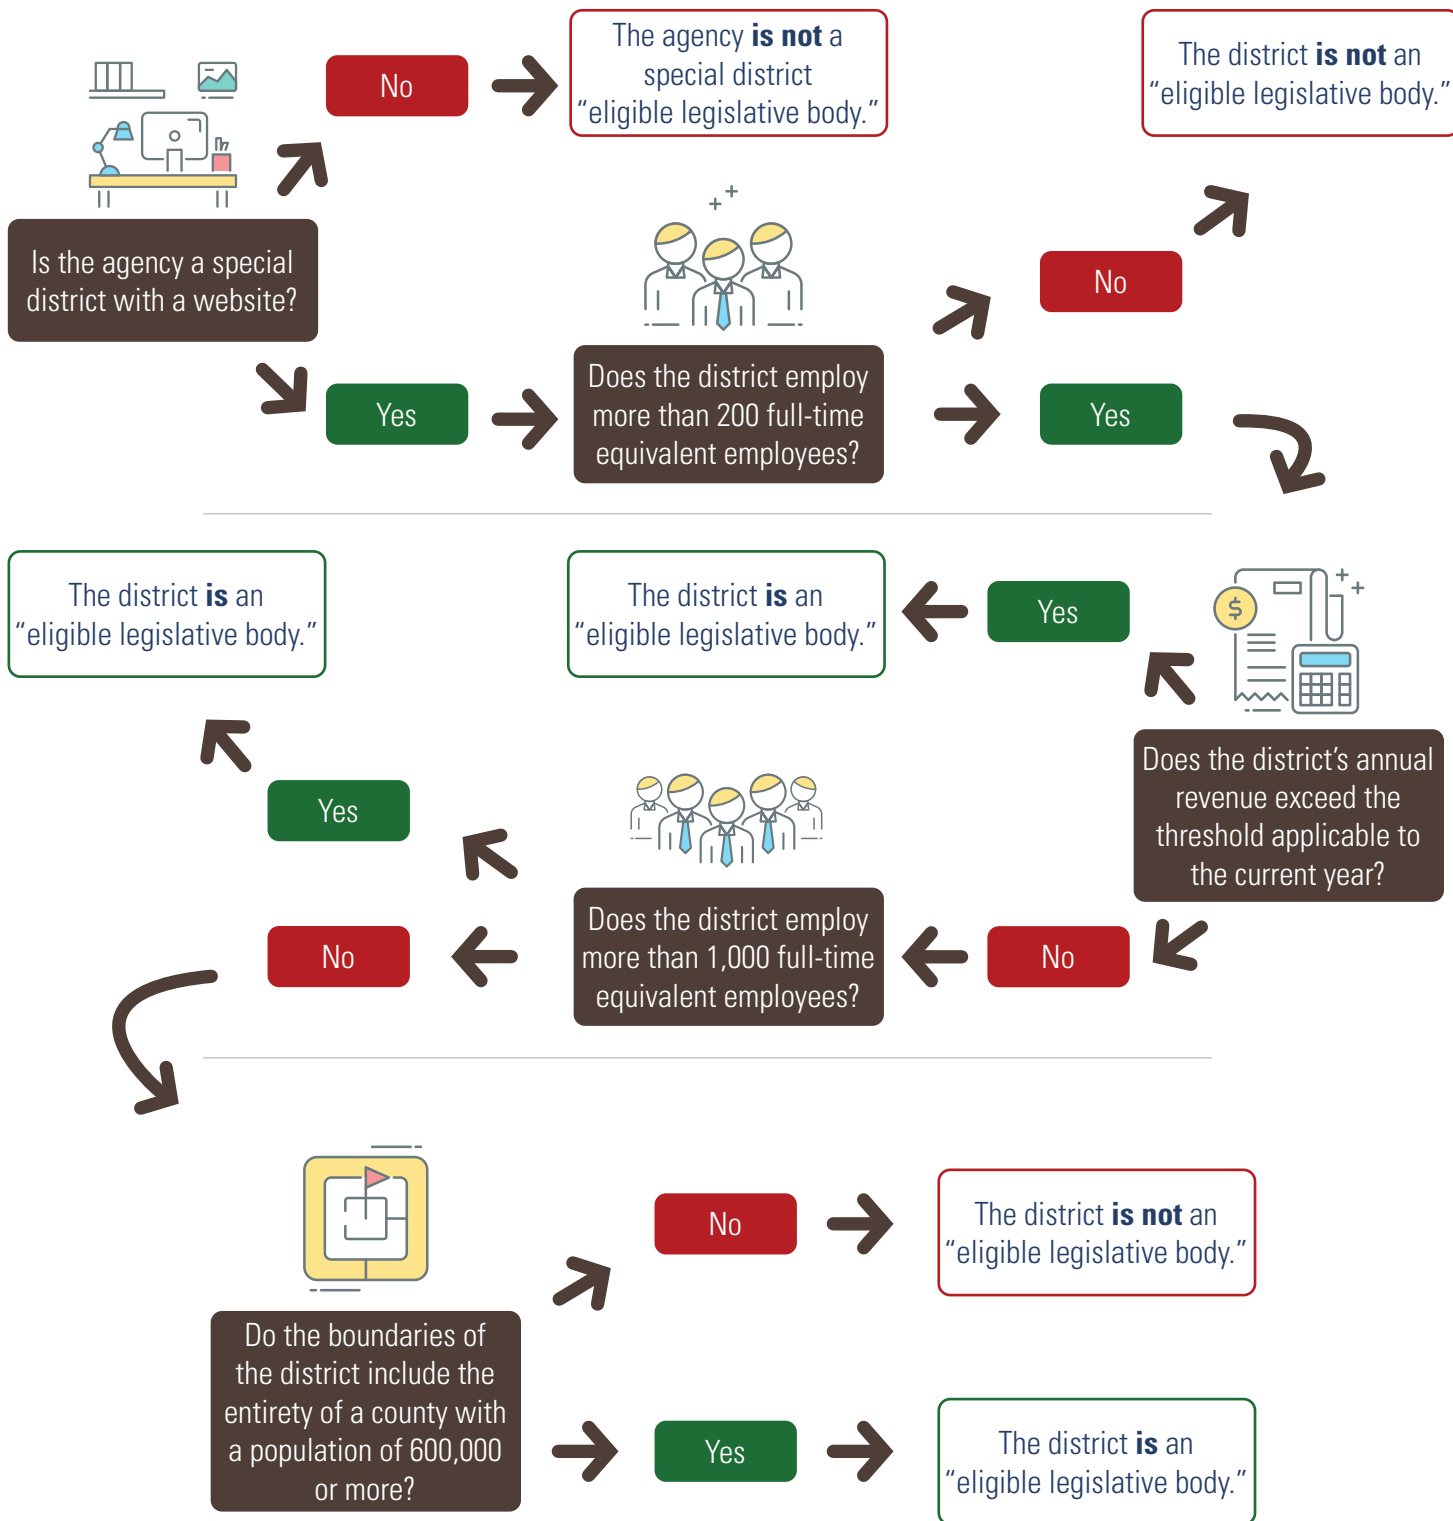 No
The agency is not a
special district
“eligible legislative body.”
The district is not an
“eligible legislative body.”
Is the agency a special
district with a website?
No
Yes
Does the district employ
more than 200 full-time
equivalent employees?
Yes
The district is an
“eligible legislative body.”
The district is an
“eligible legislative body.”
Yes
$
Does the district’s annual
revenue exceed the
threshold applicable to
the current year?
Yes
No
Does the district employ
more than 1,000 full-time
equivalent employees?
No
No
The district is not an
“eligible legislative body.”
Do the boundaries of
the district include the
entirety of a county with
a population of 600,000
or more?
Yes
The district is an
“eligible legislative body.”